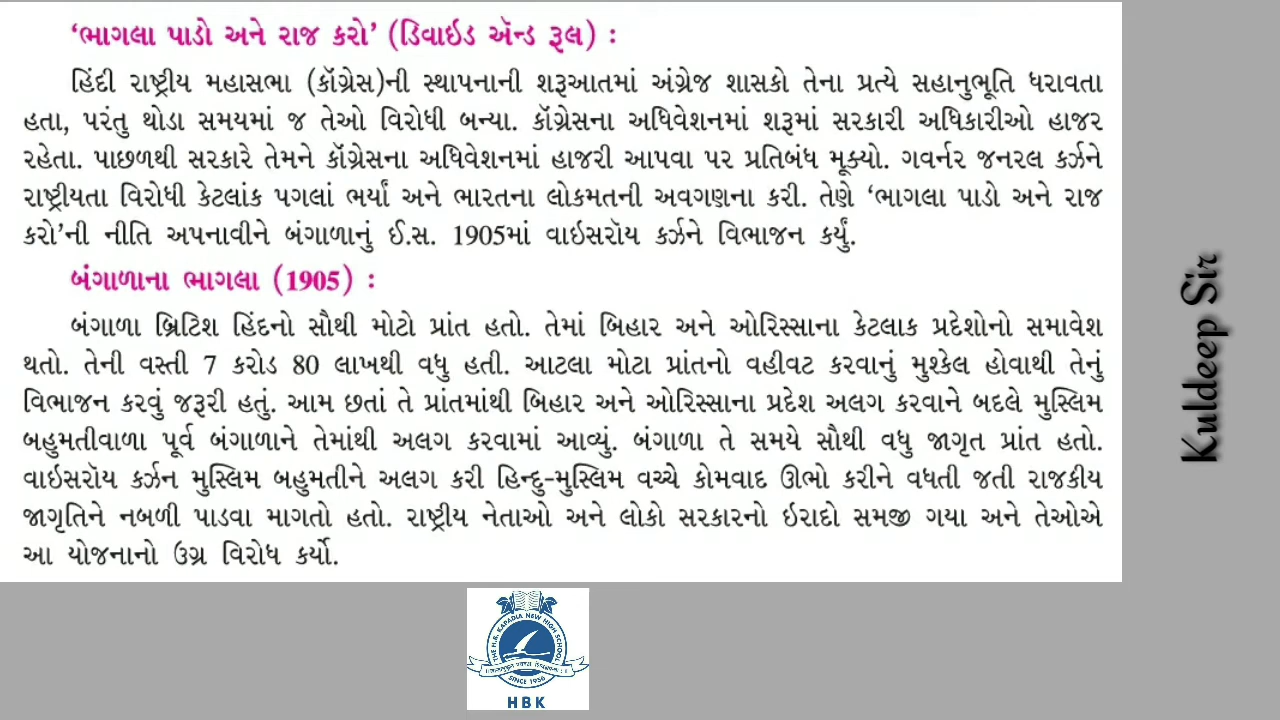 ‘ભાગલા પાડો અને રાજ કરો’ (ડિવાઇડ ઍન્ડ રૂલ) :
હિંદી રાષ્ટ્રીય મહાસભા (કૉંગ્રેસ)ની સ્થાપનાની શરૂઆતમાં અંગ્રેજ શાસકો તેના પ્રત્યે સહાનુભૂતિ ધરાવતા
હતા, પરંતુ થોડા સમયમાં જ તેઓ વિરોધી બન્યા. કૉંગ્રેસના અધિવેશનમાં શરૂમાં સરકારી અધિકારીઓ હાજર
રહેતા. પાછળથી સરકારે તેમને કૉંગ્રેસના અધિવેશનમાં હાજરી આપવા પર પ્રતિબંધ મૂક્યો. ગવર્નર જનરલ કર્ઝને
રાષ્ટ્રીયતા વિરોધી કેટલાંક પગલાં ભર્યાં અને ભારતના લોકમતની અવગણના કરી. તેણે ‘ભાગલા પાડો અને રાજ
કરો’ની નીતિ અપનાવીને બંગાળાનું ઈ.સ. 1905માં વાઇસરૉય કર્ઝને વિભાજન કર્યું.
બંગાળાના ભાગલા (1905) :
બંગાળા બ્રિટિશ હિંદનો સૌથી મોટો પ્રાંત હતો. તેમાં બિહાર અને ઓરિસ્સાના કેટલાક પ્રદેશોનો સમાવેશ
થતો. તેની વસ્તી 7 કરોડ 80 લાખથી વધુ હતી. આટલા મોટા પ્રાંતનો વહીવટ કરવાનું મુશ્કેલ હોવાથી તેનું
વિભાજન કરવું જરૂરી હતું. આમ છતાં તે પ્રાંતમાંથી બિહાર અને ઓરિસ્સાના પ્રદેશ અલગ કરવાને બદલે મુસ્લિમ
બહુમતીવાળા પૂર્વ બંગાળાને તેમાંથી અલગ કરવામાં આવ્યું. બંગાળા તે સમયે સૌથી વધુ જાગૃત પ્રાંત હતો.
વાઇસરૉય કર્ઝન મુસ્લિમ બહુમતીને અલગ કરી હિન્દુ-મુસ્લિમ વચ્ચે કોમવાદ ઊભો કરીને વધતી જતી રાજકીય
જાગૃતિને નબળી પાડવા માગતો હતો. રાષ્ટ્રીય નેતાઓ અને લોકો સરકારનો ઇરાદો સમજી ગયા અને તેઓએ
આ યોજનાનો ઉગ્ર વિરોધ કર્યો.
Kuldeep Sir
THE H.B. KAPADIA NEW HIGH SCHOOL
SINCE 1956
HBK